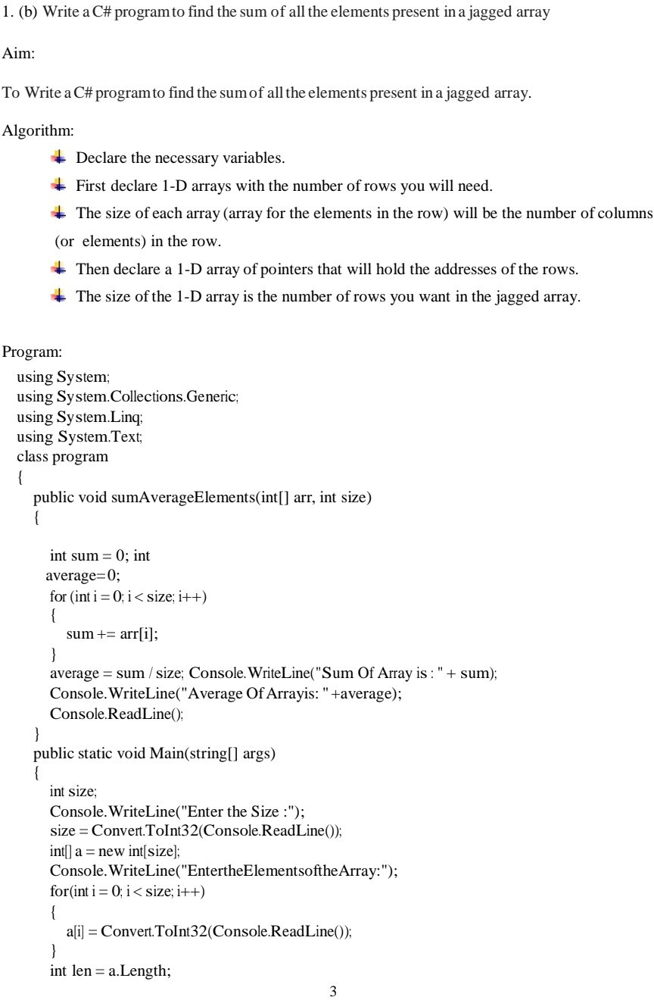 1. (b) Write a C# program to find the sum of all the elements present in a jagged array
Aim:
To Write a C# program to find the sum of all the elements present in a jagged array.
Algorithm:
Declare the necessary variables.
First declare 1-D arrays with the number of rows you will need.
The size of each array (array for the elements in the row) will be the number of columns
(or elements) in the row.
Then declare a 1-D array of pointers that will hold the addresses of the rows.
The size of the 1-D array is the number of rows you want in the jagged array.
Program:
using System;
using System.Collections.Generic;
using System.Linq;
using System.Text;
class program
{
public void sumAverageElements(int[] arr, int size)
{
int sum = 0; int
average=0;
for (int i = 0; i < size; i++)
{
sum += arr[i];
}
average = sum / size; Console.WriteLine("Sum Of Array is : " + sum);
Console.WriteLine("Average Of Arrayis: "+average);
Console.ReadLine();
}
public static void Main(string[] args)
{
int size;
Console.WriteLine("Enter the Size :");
size = Convert.ToInt32(Console.ReadLine());
int[] a = new int[size];
Console.WriteLine("EntertheElementsoftheArray:");
for(int i = 0; i < size; i++)
{
a[i] = Convert.ToInt32(Console.ReadLine());
}
int len = a.Length;
3